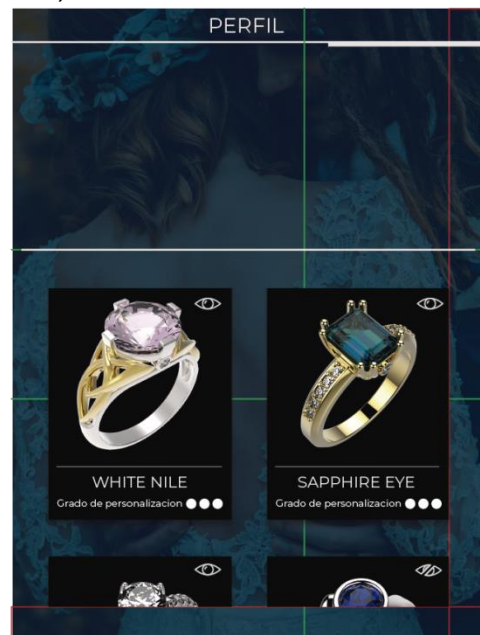 PERFIL
WHITE NILE
Grado de personalizacion
SAPPHIRE EYE
Grado de personalizacion